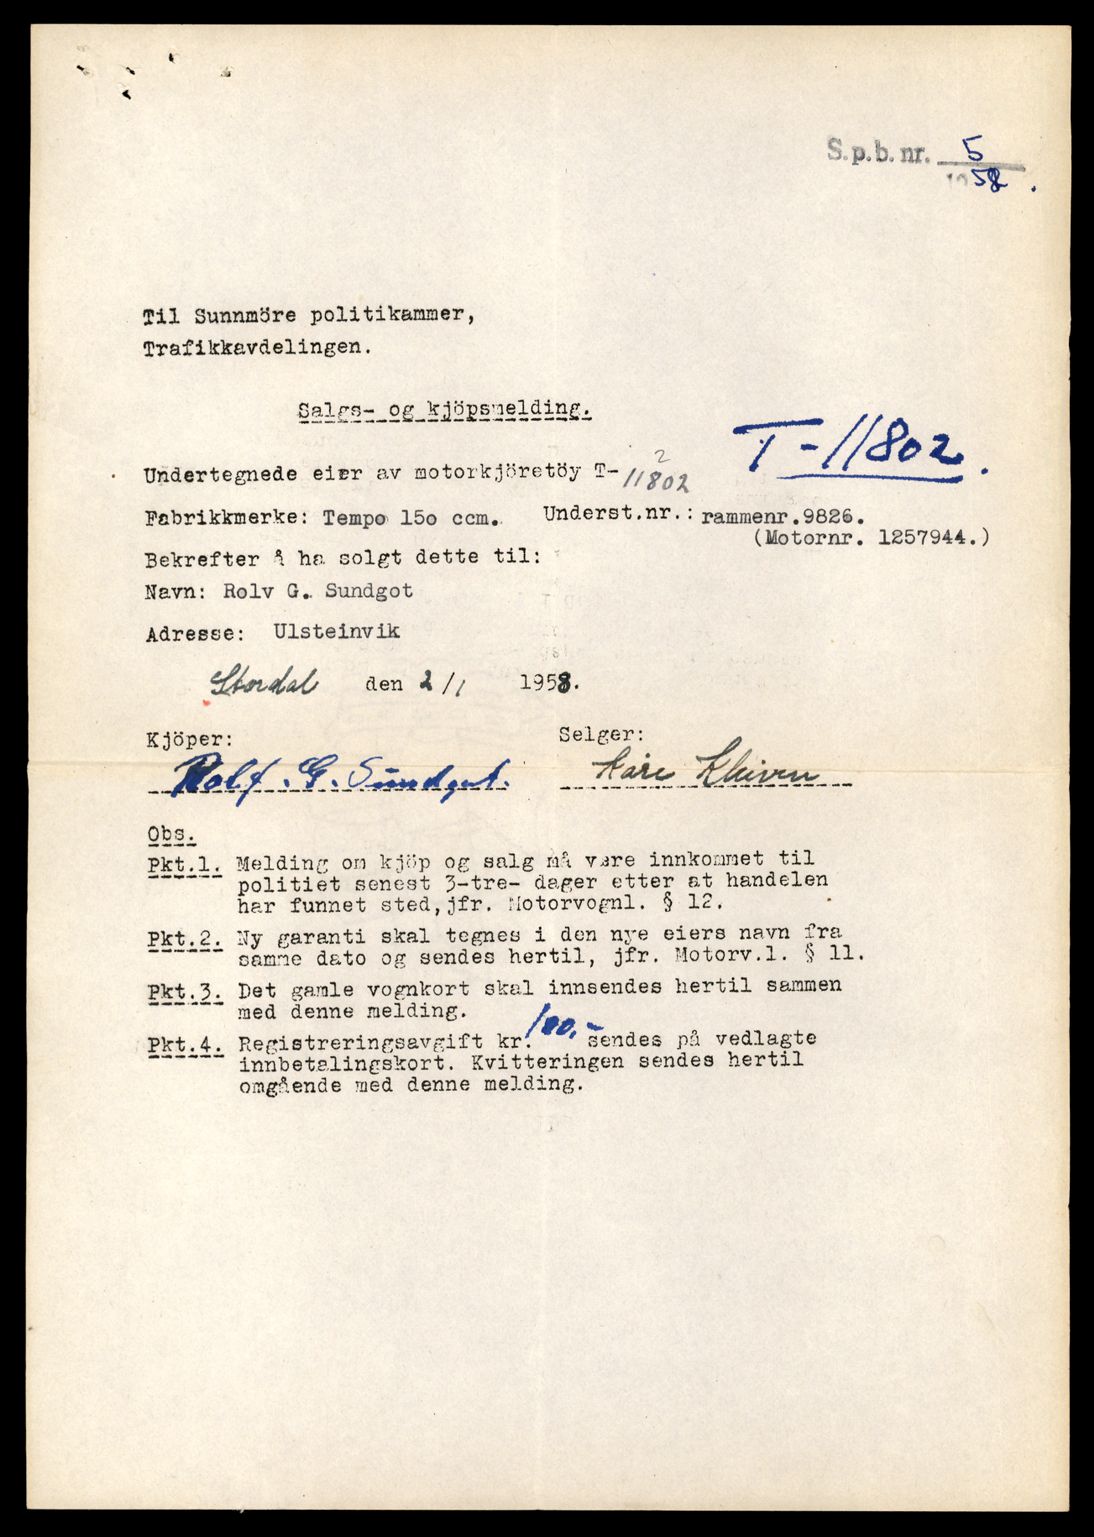 S.p.b. nr. 5
1958.
Til Sunnmöre politikammer,
Trafikkavdelingen.
Salgs- og kjöpsmelding.
T-11802.
2
Undertegnede eier av motorkjöretöy T- 11802
Fabrikkmerke: Tempo 15o ccm. Underst.nr.: rammenr.9826.
(Motornr. 1257944.)
Bekrefter å ha solgt dette til:
Navn: Rolv G. Sundgot
Adresse: Ulsteinvik
Stordal den 2/1 1958.
Kjöper: Selger:
Rolf. G. Sundgot. Kåre Kleiven
Obs.
Pkt.1. Melding om kjöp og salg må være innkommet til
politiet senest 3-tre- dager etter at handelen
har funnet sted, jfr. Motorvognl. § 12.
Pkt.2. Ny garanti skal tegnes i den nye eiers navn fra
samme dato og sendes hertil, jfr. Motorv.l. § 11.
Pkt.3. Det gamle vognkort skal innsendes hertil sammen
med denne melding.
Pkt.4. Registreringsavgift kr. 100,- sendes på vedlagte
innbetalingskort. Kvitteringen sendes hertil
omgående med denne melding.